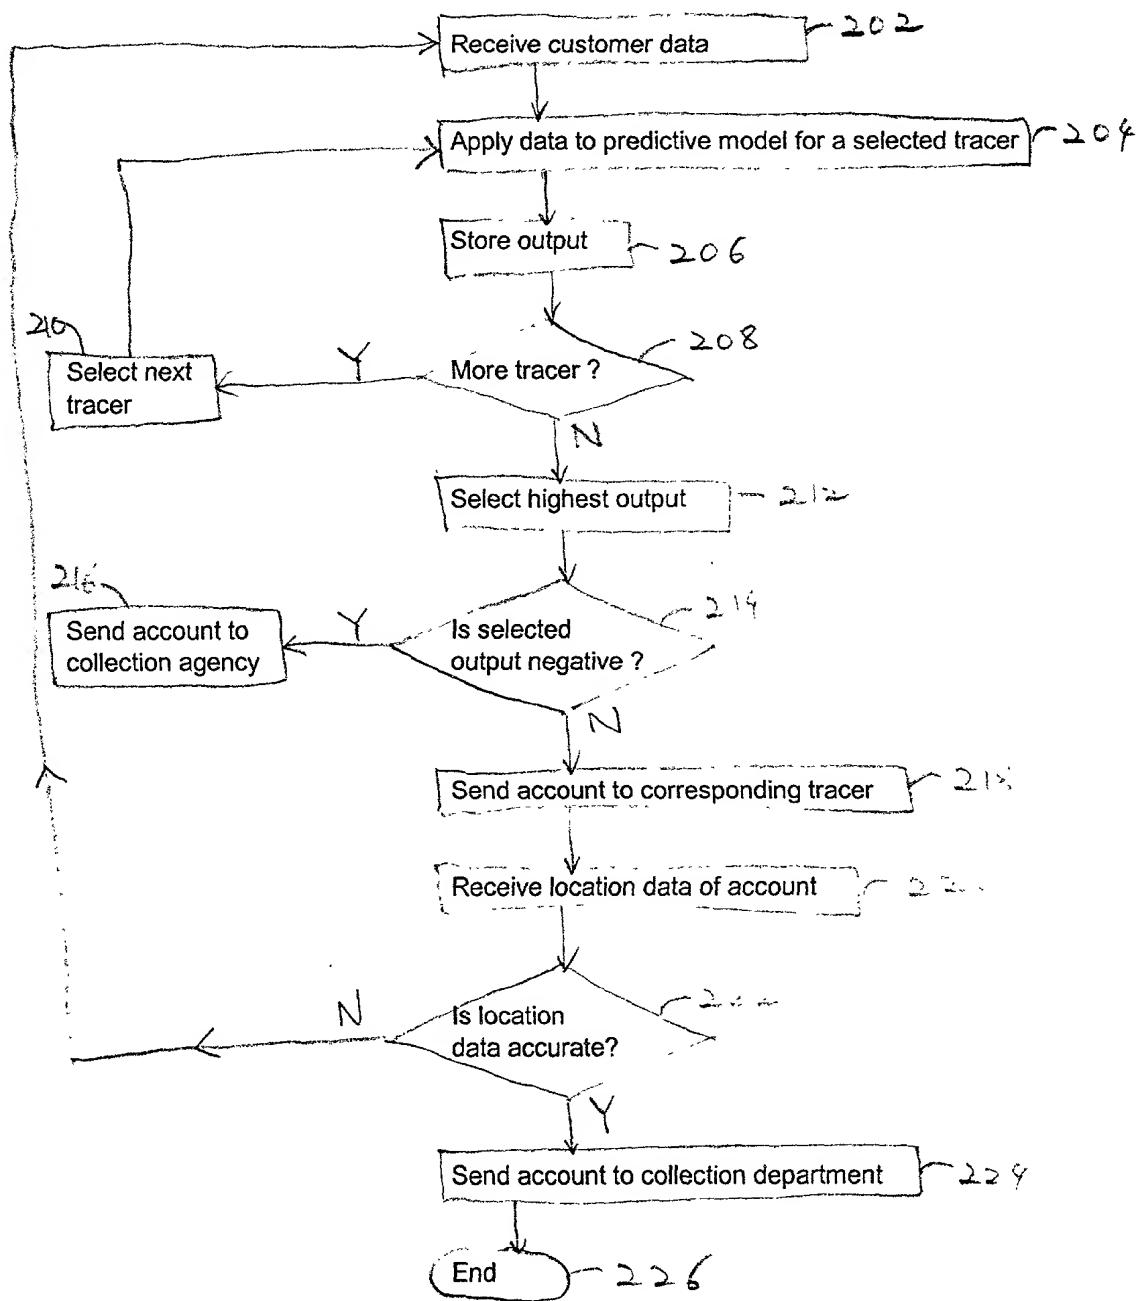 Receive customer data
202
Apply data to predictive model for a selected tracer
204
Store output
206
More tracer ?
208
Y
N
210
Select next
tracer
Select highest output
212
Is selected
output negative ?
214
Y
N
216
Send account to
collection agency
Send account to corresponding tracer
Receive location data of account
Is location
data accurate?
N
Y
Send account to collection department
224
End
226